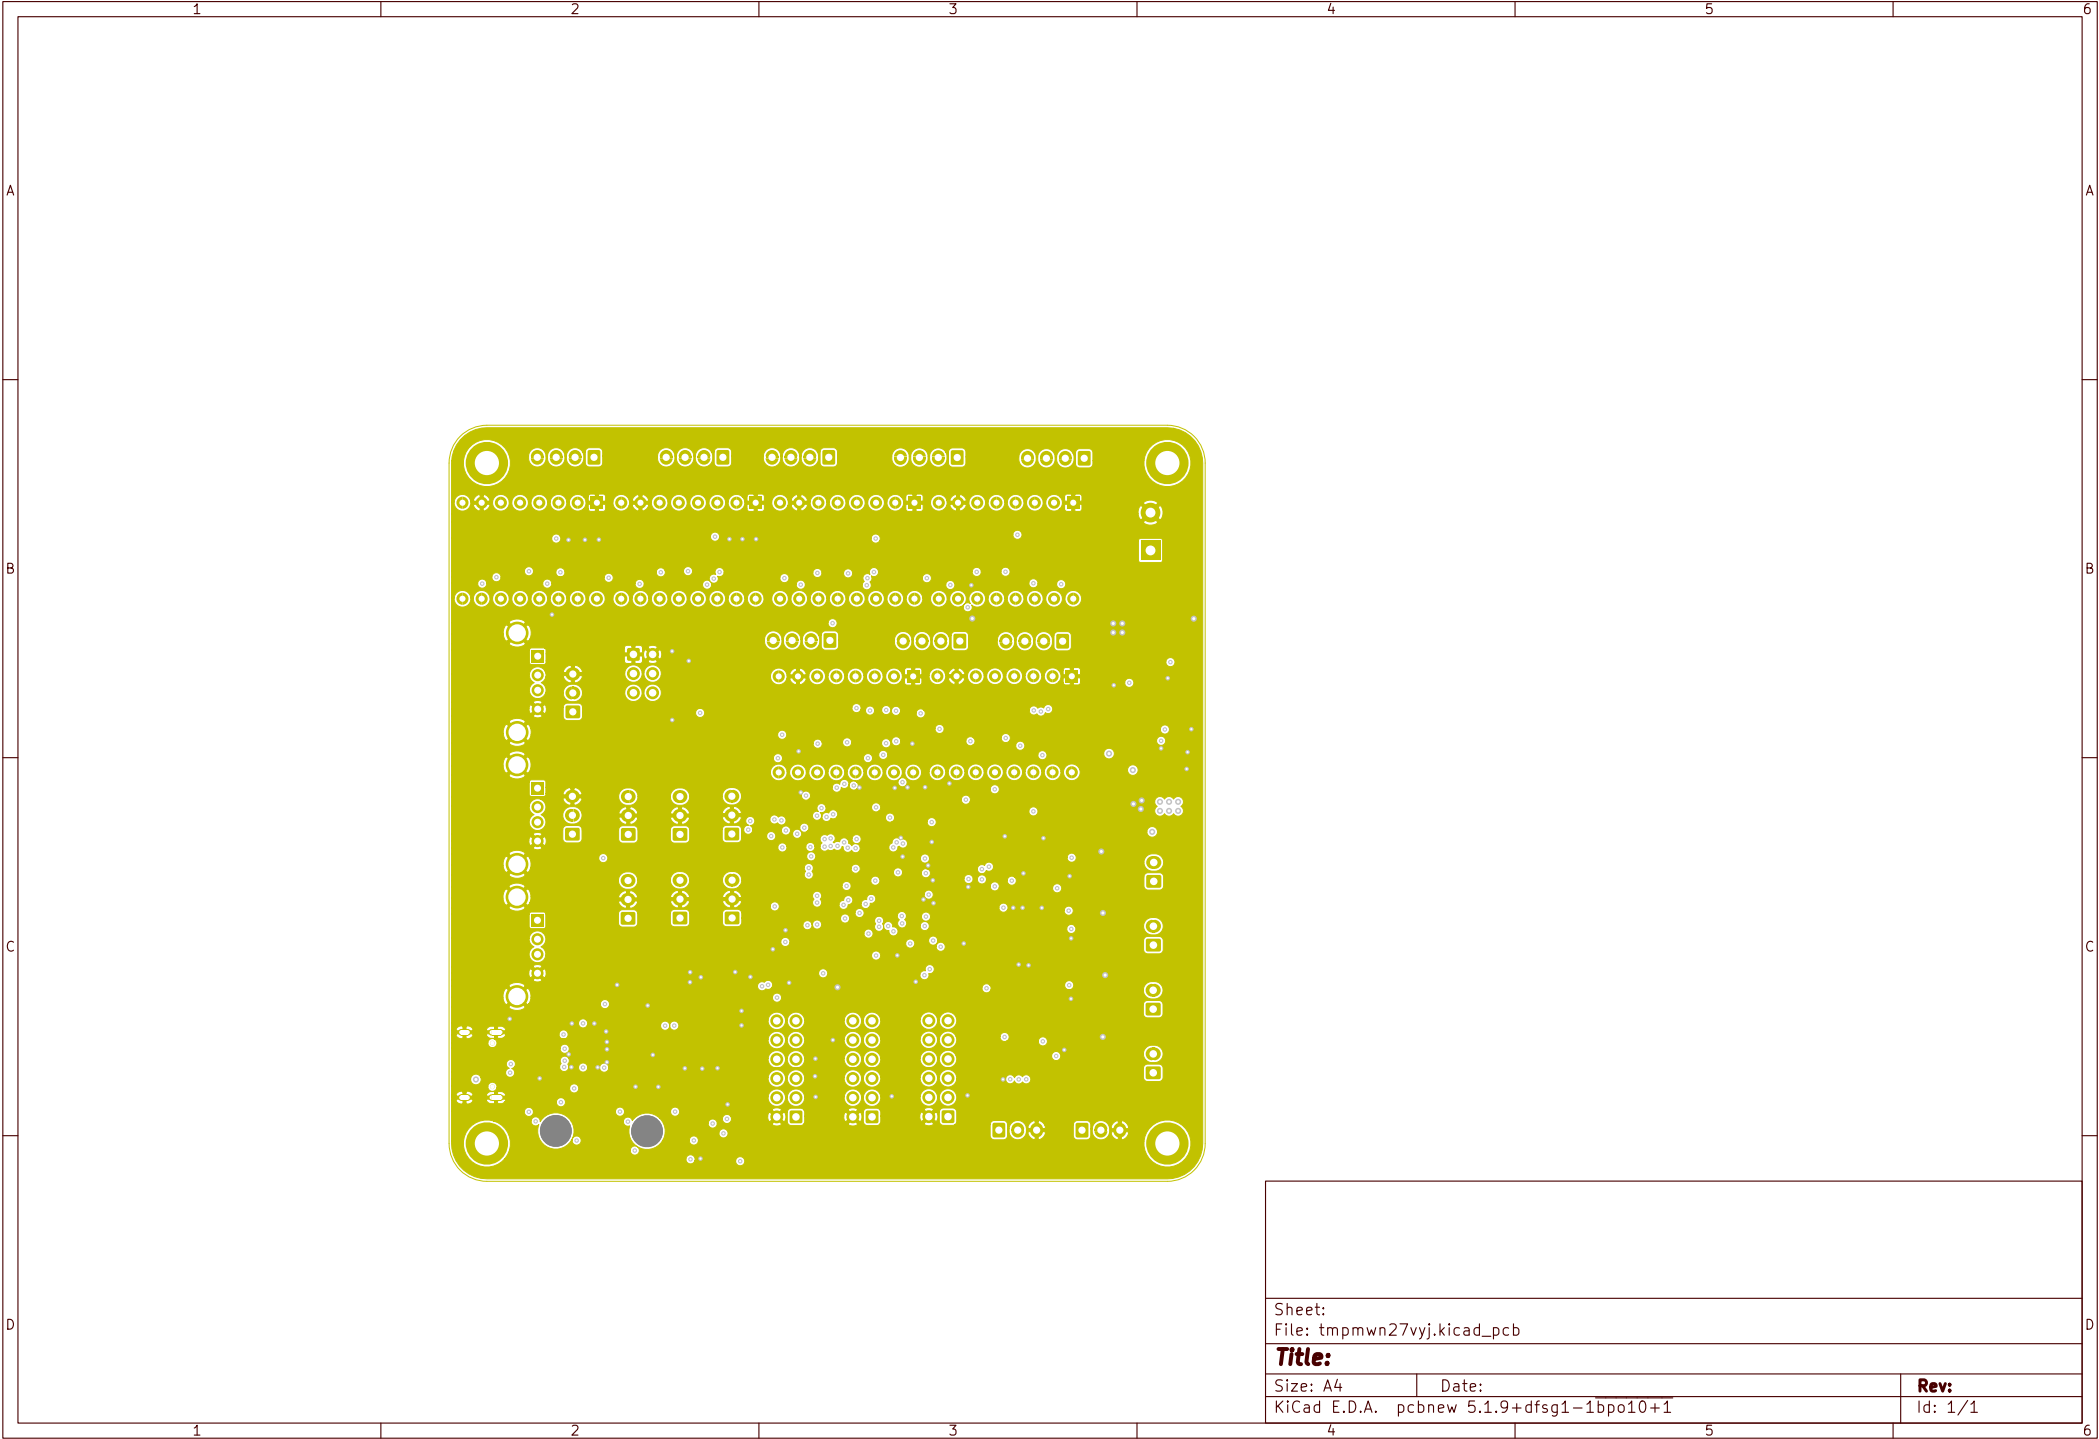 1 2 3 4 5 6
A A
B B
C C
D D
Sheet:
File: tmpmwn27vyj.kicad_pcb
Title:
Size: A4 Date: Rev:
KiCad E.D.A. pcbnew 5.1.9+dfsg1-1bpo10+1 Id: 1/1
1 2 3 4 5 6